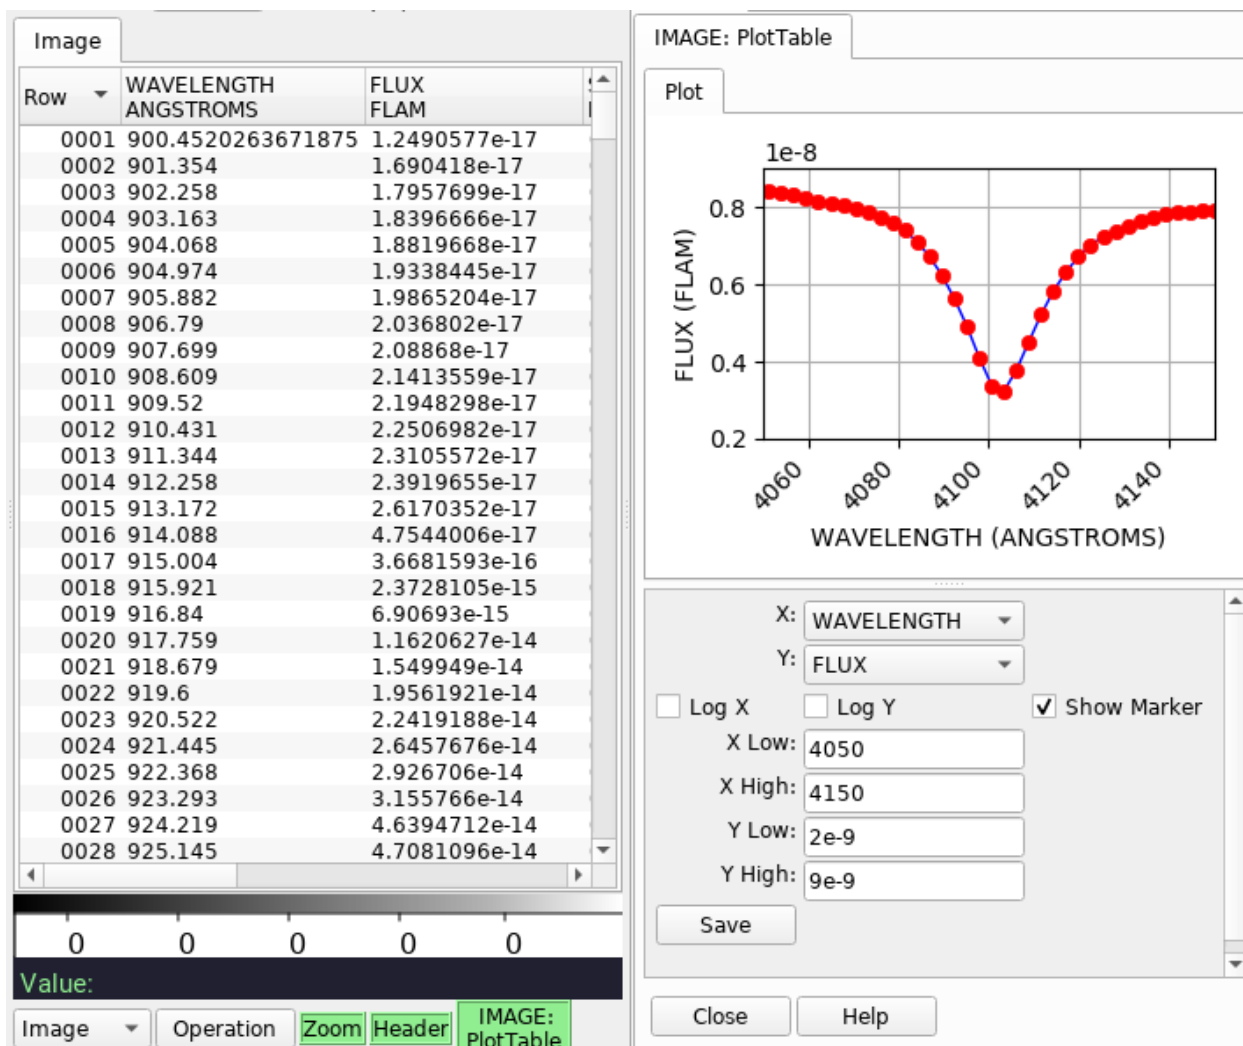 Image
Row WAVELENGTH ANGSTROMS FLUX FLAM
0001 900.4520263671875 1.2490577e-17
0002 901.354 1.690418e-17
0003 902.258 1.7957699e-17
0004 903.163 1.8396666e-17
0005 904.068 1.8819668e-17
0006 904.974 1.9338445e-17
0007 905.882 1.9865204e-17
0008 906.79 2.036802e-17
0009 907.699 2.08868e-17
0010 908.609 2.1413559e-17
0011 909.52 2.1948298e-17
0012 910.431 2.2506982e-17
0013 911.344 2.3105572e-17
0014 912.258 2.3919655e-17
0015 913.172 2.6170352e-17
0016 914.088 4.7544006e-17
0017 915.004 3.6681593e-16
0018 915.921 2.3728105e-15
0019 916.84 6.90693e-15
0020 917.759 1.1620627e-14
0021 918.679 1.549949e-14
0022 919.6 1.9561921e-14
0023 920.522 2.2419188e-14
0024 921.445 2.6457676e-14
0025 922.368 2.926706e-14
0026 923.293 3.155766e-14
0027 924.219 4.6394712e-14
0028 925.145 4.7081096e-14
0 0 0 0 0
Value:
Image Operation Zoom Header IMAGE: PlotTable
IMAGE: PlotTable
Plot
1e-8
0.8
0.6
0.4
0.2
FLUX (FLAM)
4060 4080 4100 4120 4140
WAVELENGTH (ANGSTROMS)
X: WAVELENGTH
Y: FLUX
Log X Log Y Show Marker
X Low: 4050
X High: 4150
Y Low: 2e-9
Y High: 9e-9
Save
Close Help